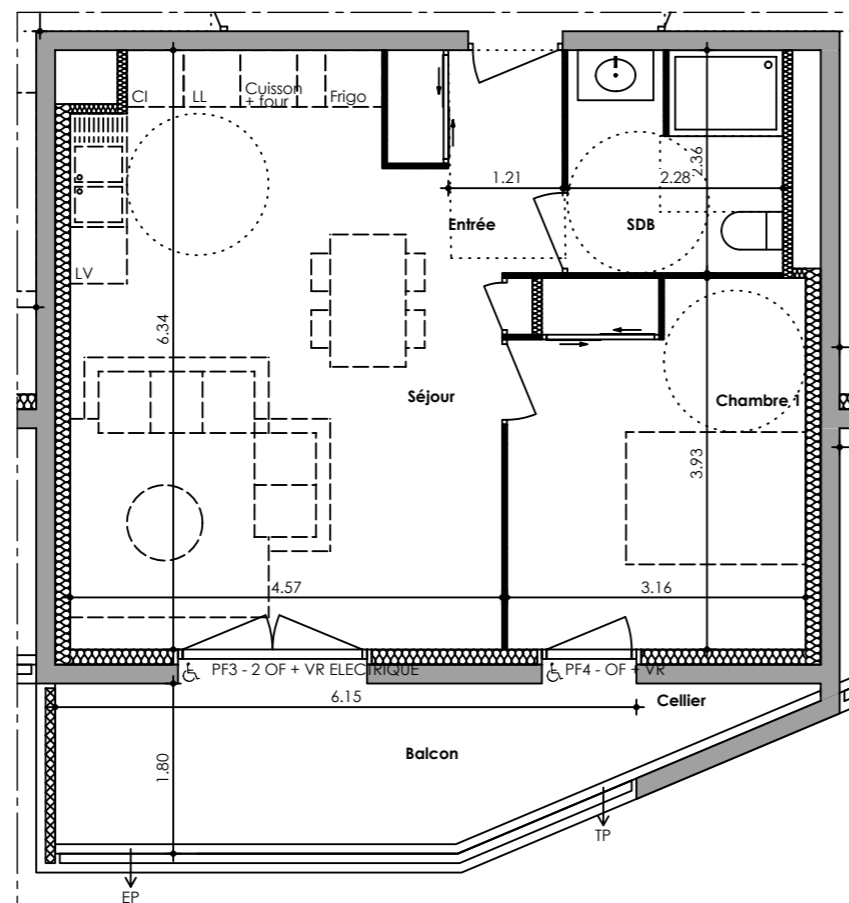 CI
LL
Cuisson
+ four
Frigo
1.21
2.28
2.36
Entrée
SDB
LV
6.34
Séjour
Chambre 1
3.93
4.57
3.16
PF3 - 2 OF + VR ELECTRIQUE
PF4 - OF + VR
6.15
Cellier
1.80
Balcon
TP
EP